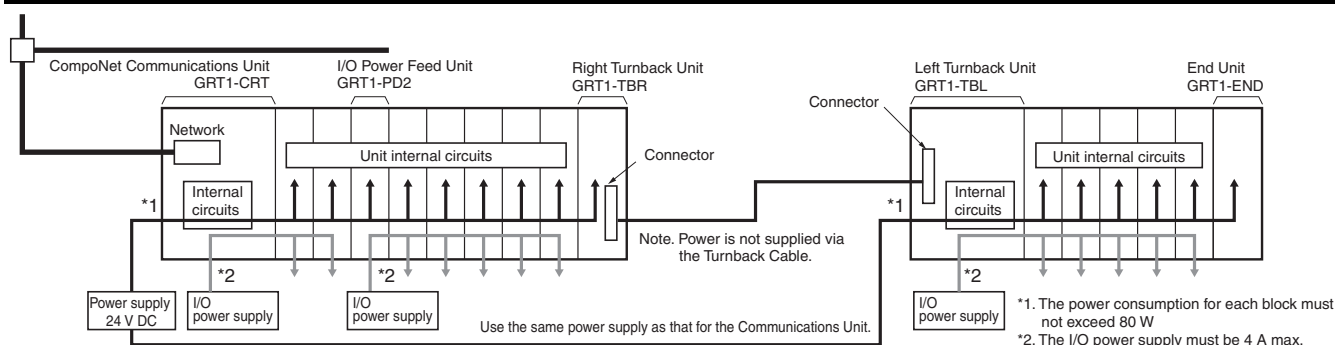 CompoNet Communications Unit
GRT1-CRT
I/O Power Feed Unit
GRT1-PD2
Right Turnback Unit
GRT1-TBR
Left Turnback Unit
GRT1-TBL
End Unit
GRT1-END
Connector
Network
Unit internal circuits
Connector
Unit internal circuits
Internal
circuits
*1
Internal
circuits
*1
Note. Power is not supplied via
the Turnback Cable.
*2
*2
*2
Power supply
24 V DC
I/O
power supply
I/O
power supply
Use the same power supply as that for the Communications Unit.
I/O
power supply
*1. The power consumption for each block must
not exceed 80 W
*2. The I/O power supply must be 4 A max.